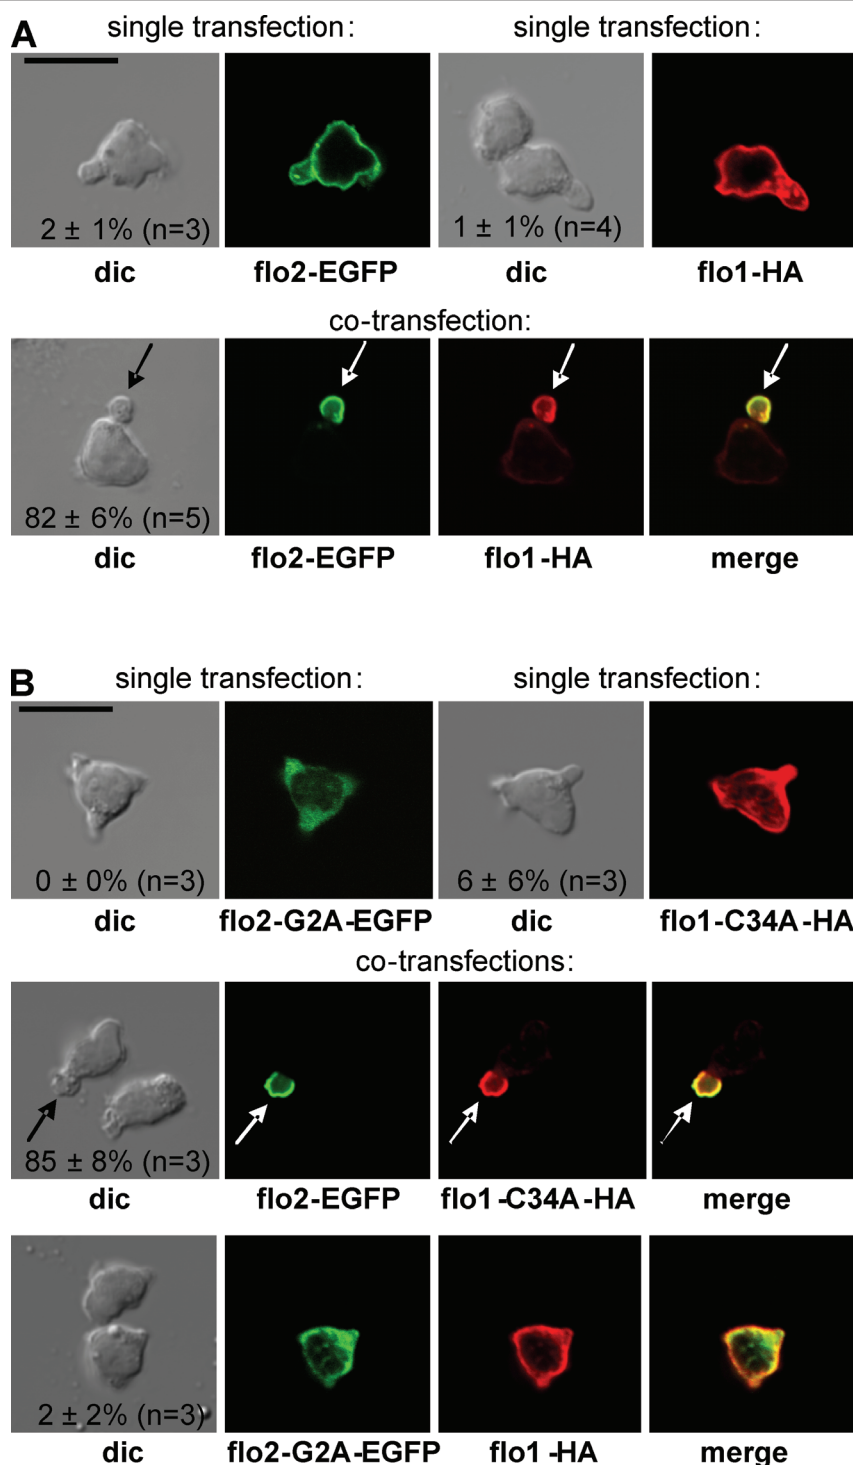 A
single transfection: single transfection:
2 ± 1% (n=3) 1 ± 1% (n=4)
dic flo2-EGFP dic flo1-HA
co-transfection:
82 ± 6% (n=5)
dic flo2-EGFP flo1-HA merge
B
single transfection: single transfection:
0 ± 0% (n=3) 6 ± 6% (n=3)
dic flo2-G2A-EGFP dic flo1-C34A-HA
co-transfections:
85 ± 8% (n=3)
dic flo2-EGFP flo1-C34A-HA merge
2 ± 2% (n=3)
dic flo2-G2A-EGFP flo1-HA merge